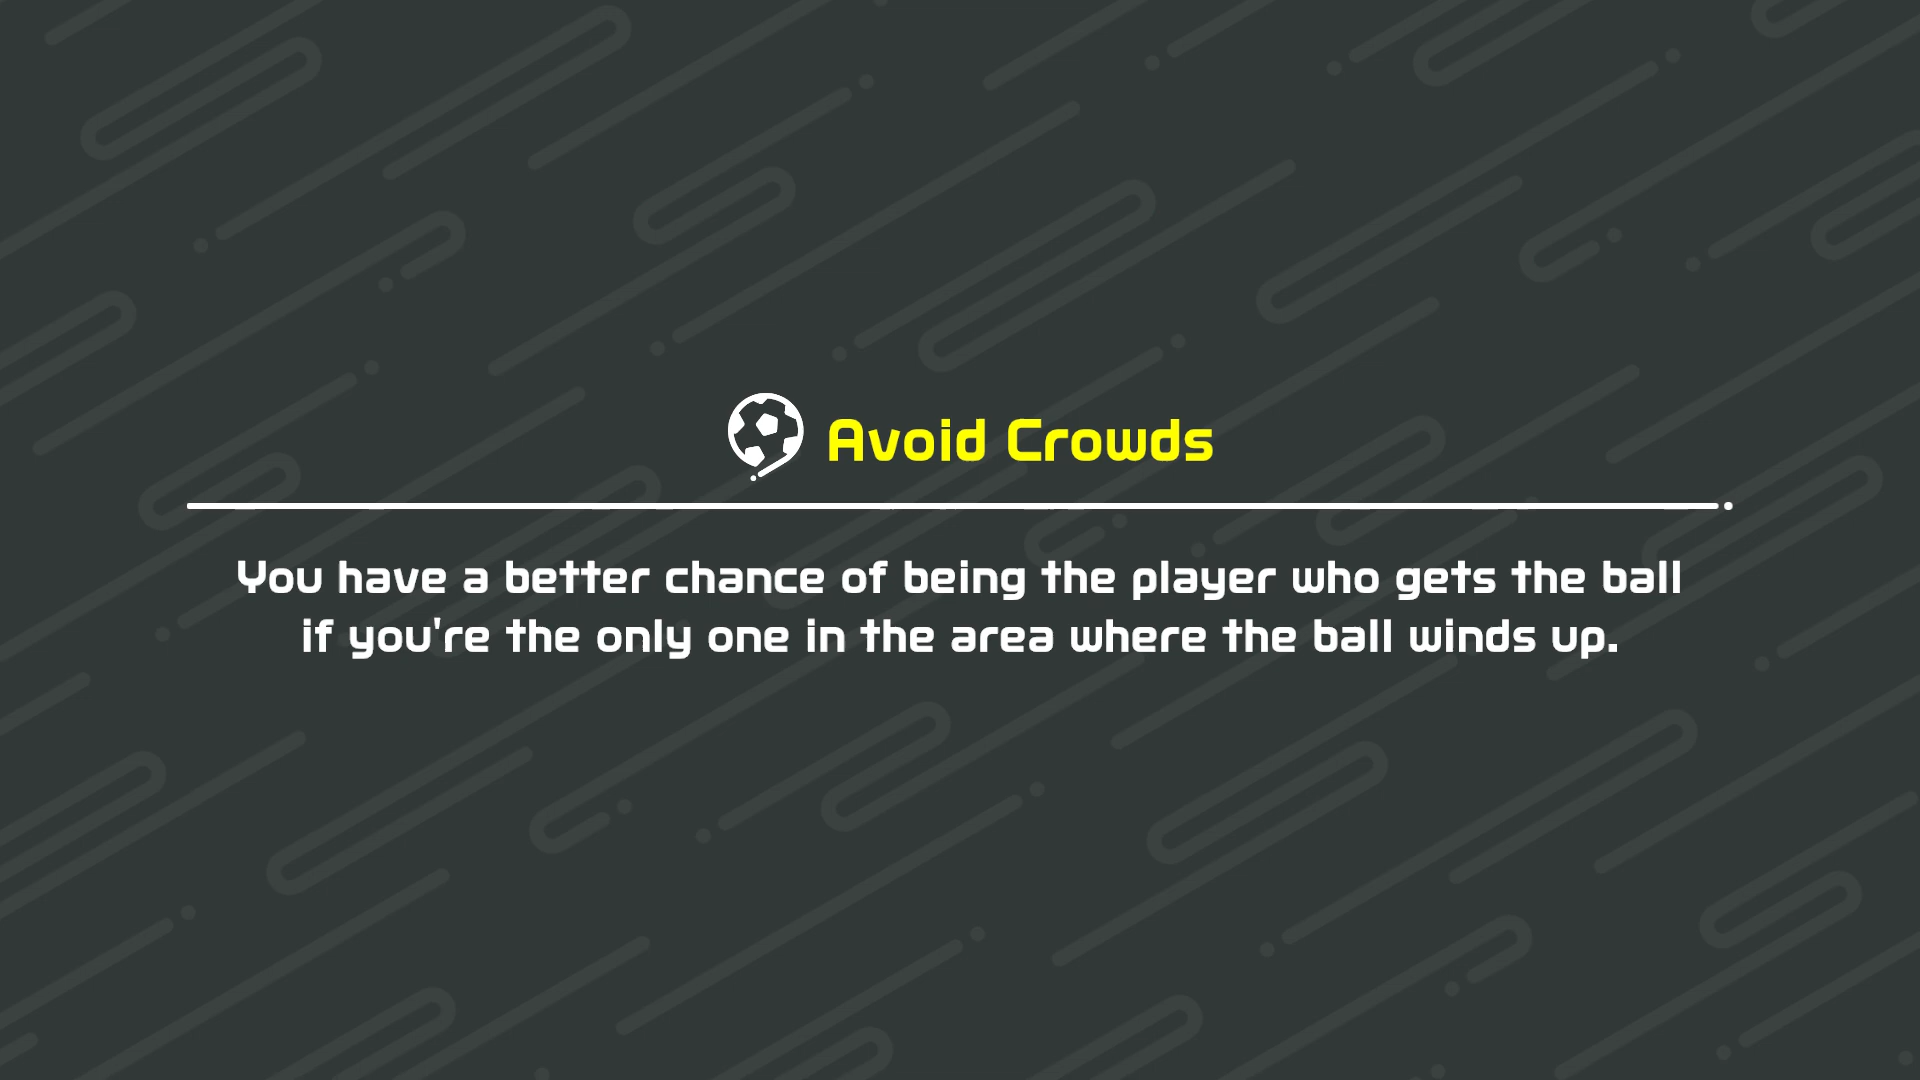 Avoid Crowds
You have a better chance of being the player who gets the ball
if you're the only one in the area where the ball winds up.